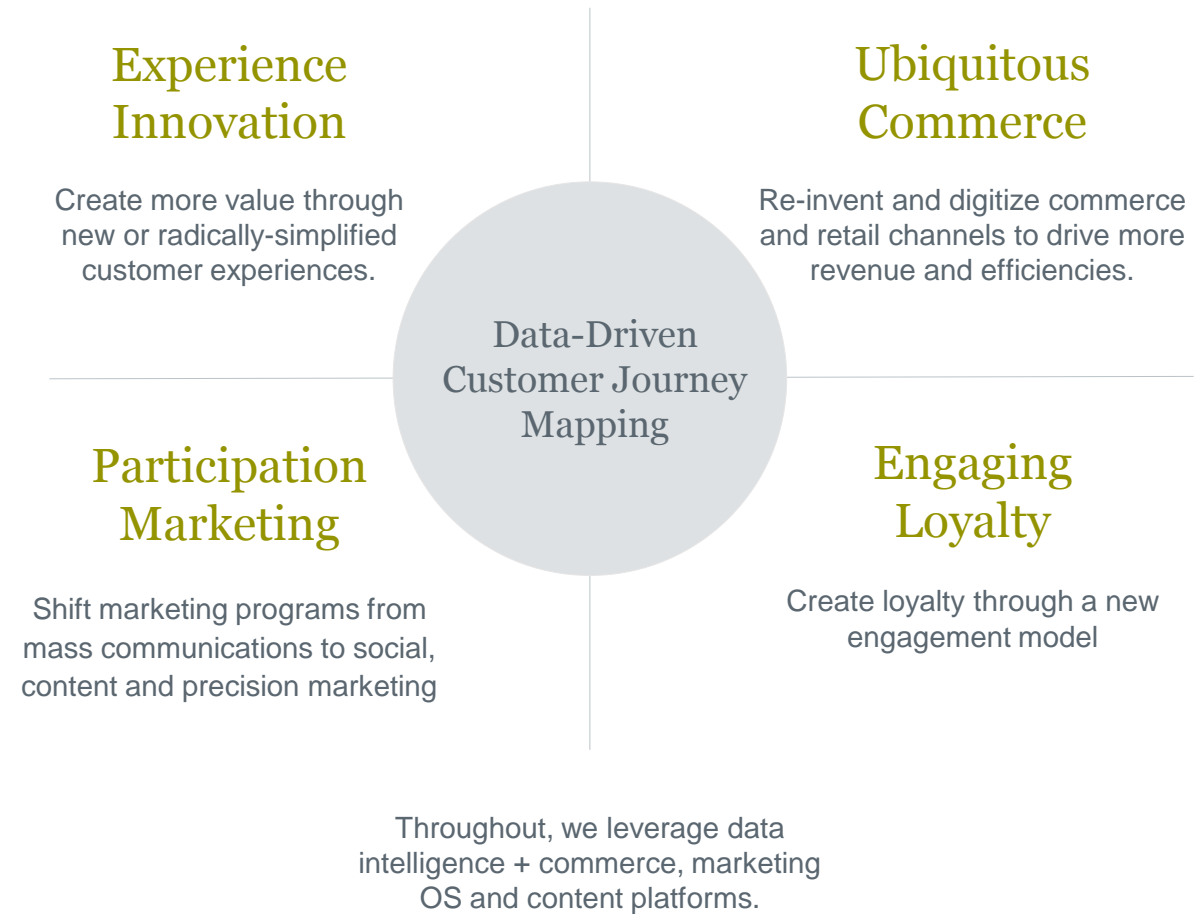 Experience
Innovation
Create more value through
new or radically-simplified
customer experiences.
Ubiquitous
Commerce
Re-invent and digitize commerce
and retail channels to drive more
revenue and efficiencies.
Data-Driven
Customer Journey
Mapping
Participation
Marketing
Shift marketing programs from
mass communications to social,
content and precision marketing
Engaging
Loyalty
Create loyalty through a new
engagement model
Throughout, we leverage data
intelligence + commerce, marketing
OS and content platforms.